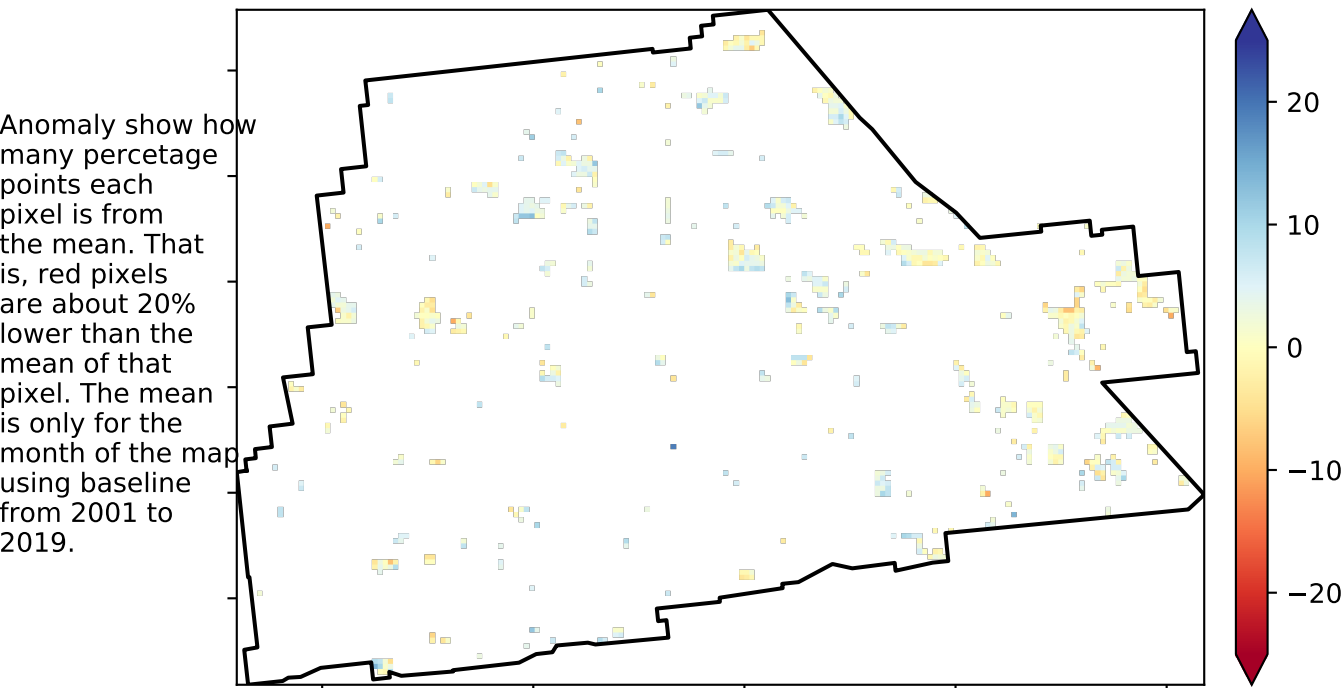 Anomaly show how
many percetage
points each
pixel is from
the mean. That
is, red pixels
are about 20%
lower than the
mean of that
pixel. The mean
is only for the
month of the map
using baseline
from 2001 to
2019.
20
10
0
−10
−20